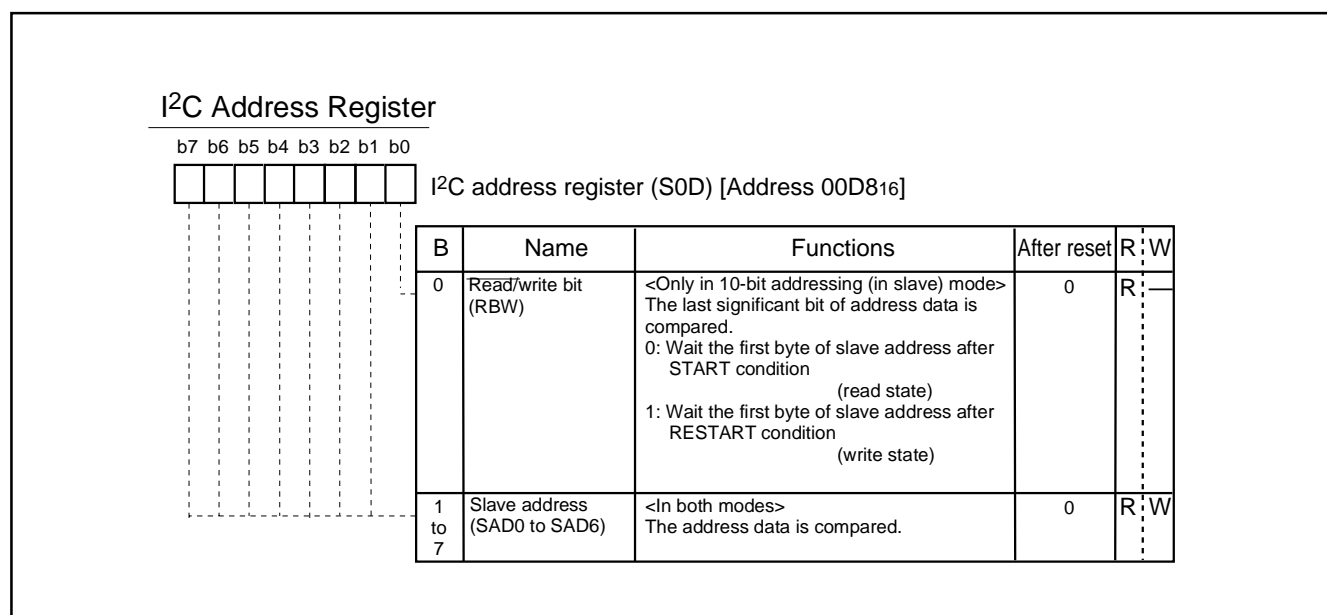 I2C Address Register
b7 b6 b5 b4 b3 b2 b1 b0
I2C address register (S0D) [Address 00D816]
B Name Functions After reset R W
0 Read/write bit (RBW) <Only in 10-bit addressing (in slave) mode> 0 R —
The last significant bit of address data is
compared.
0: Wait the first byte of slave address after
START condition
(read state)
1: Wait the first byte of slave address after
RESTART condition
(write state)
1 to 7 Slave address (SAD0 to SAD6) <In both modes> 0 R W
The address data is compared.